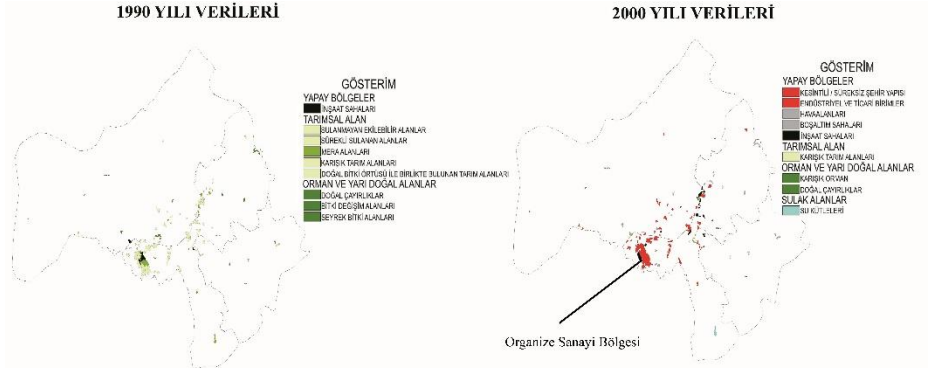 1990 YILI VERİLERİ
GÖSTERİM
YAPAY BÖLGELER
İNŞAAT SAHALARI
TARIMSAL ALAN
SULANMAYAN EKİLEBİLİR ALANLAR
SÜREKLİ SULANAN ALANLAR
MERA ALANLARI
KARIŞIK TARIM ALANLARI
DOĞAL BİTKİ ÖRTÜSÜ İLE BİRLİKTE BULUNAN TARIM ALANLARI
ORMAN VE YARI DOĞAL ALANLAR
DOĞAL ÇAYIRLIKLAR
BİTKİ DEĞİŞİM ALANLARI
SEYREK BİTKİ ALANLARI
2000 YILI VERİLERİ
GÖSTERİM
YAPAY BÖLGELER
KESİNTİLİ / SÜREKSİZ ŞEHİR YAPISI
ENDÜSTRİYEL VE TİCARİ BİRİMLER
HAVAALANLARI
BOŞALTIM SAHALARI
İNŞAAT SAHALARI
TARIMSAL ALAN
KARIŞIK TARIM ALANLARI
ORMAN VE YARI DOĞAL ALANLAR
KARIŞIK ORMAN
DOĞAL ÇAYIRLIKLAR
SULAK ALANLAR
SU KÜTLELERİ
Organize Sanayi Bölgesi